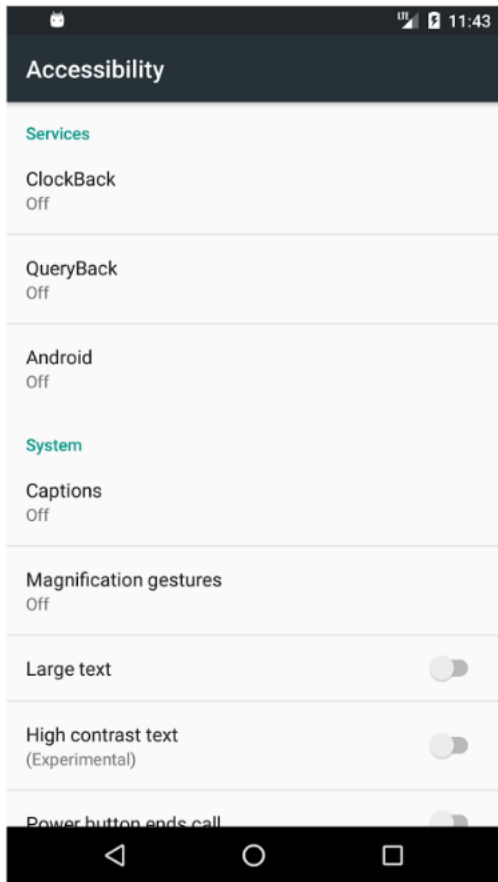 LTE 11:43
Accessibility
Services
ClockBack
Off
QueryBack
Off
Android
Off
System
Captions
Off
Magnification gestures
Off
Large text
High contrast text
(Experimental)
Power button ends call